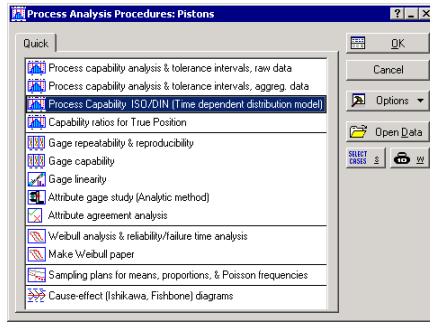 Process Analysis Procedures: Pistons
Quick
Process capability analysis & tolerance intervals, raw data
Process capability analysis & tolerance intervals, aggreg. data
Process Capability ISO/DIN (Time dependent distribution model)
Capability ratios for True Position
Gage repeatability & reproducibility
Gage capability
Gage linearity
Attribute gage study (Analytic method)
Attribute agreement analysis
Weibull analysis & reliability/failure time analysis
Make Weibull paper
Sampling plans for means, proportions, & Poisson frequencies
Cause-effect (Ishikawa, Fishbone) diagrams
OK
Cancel
Options
Open Data
SELECT CASES S W